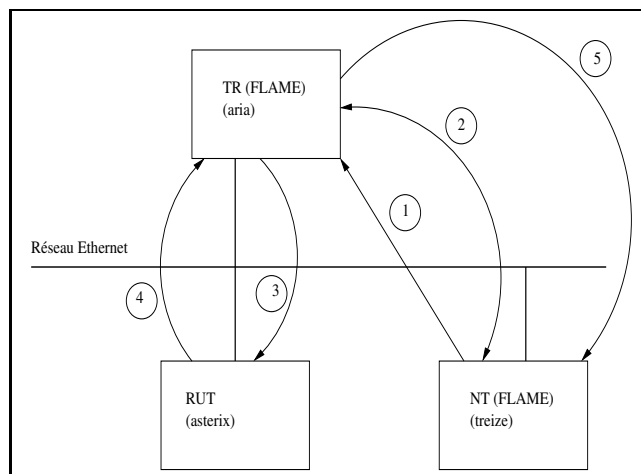 TR (FLAME)
(aria)
5
2
1
Réseau Ethernet
4
3
RUT
(asterix)
NT (FLAME)
(treize)